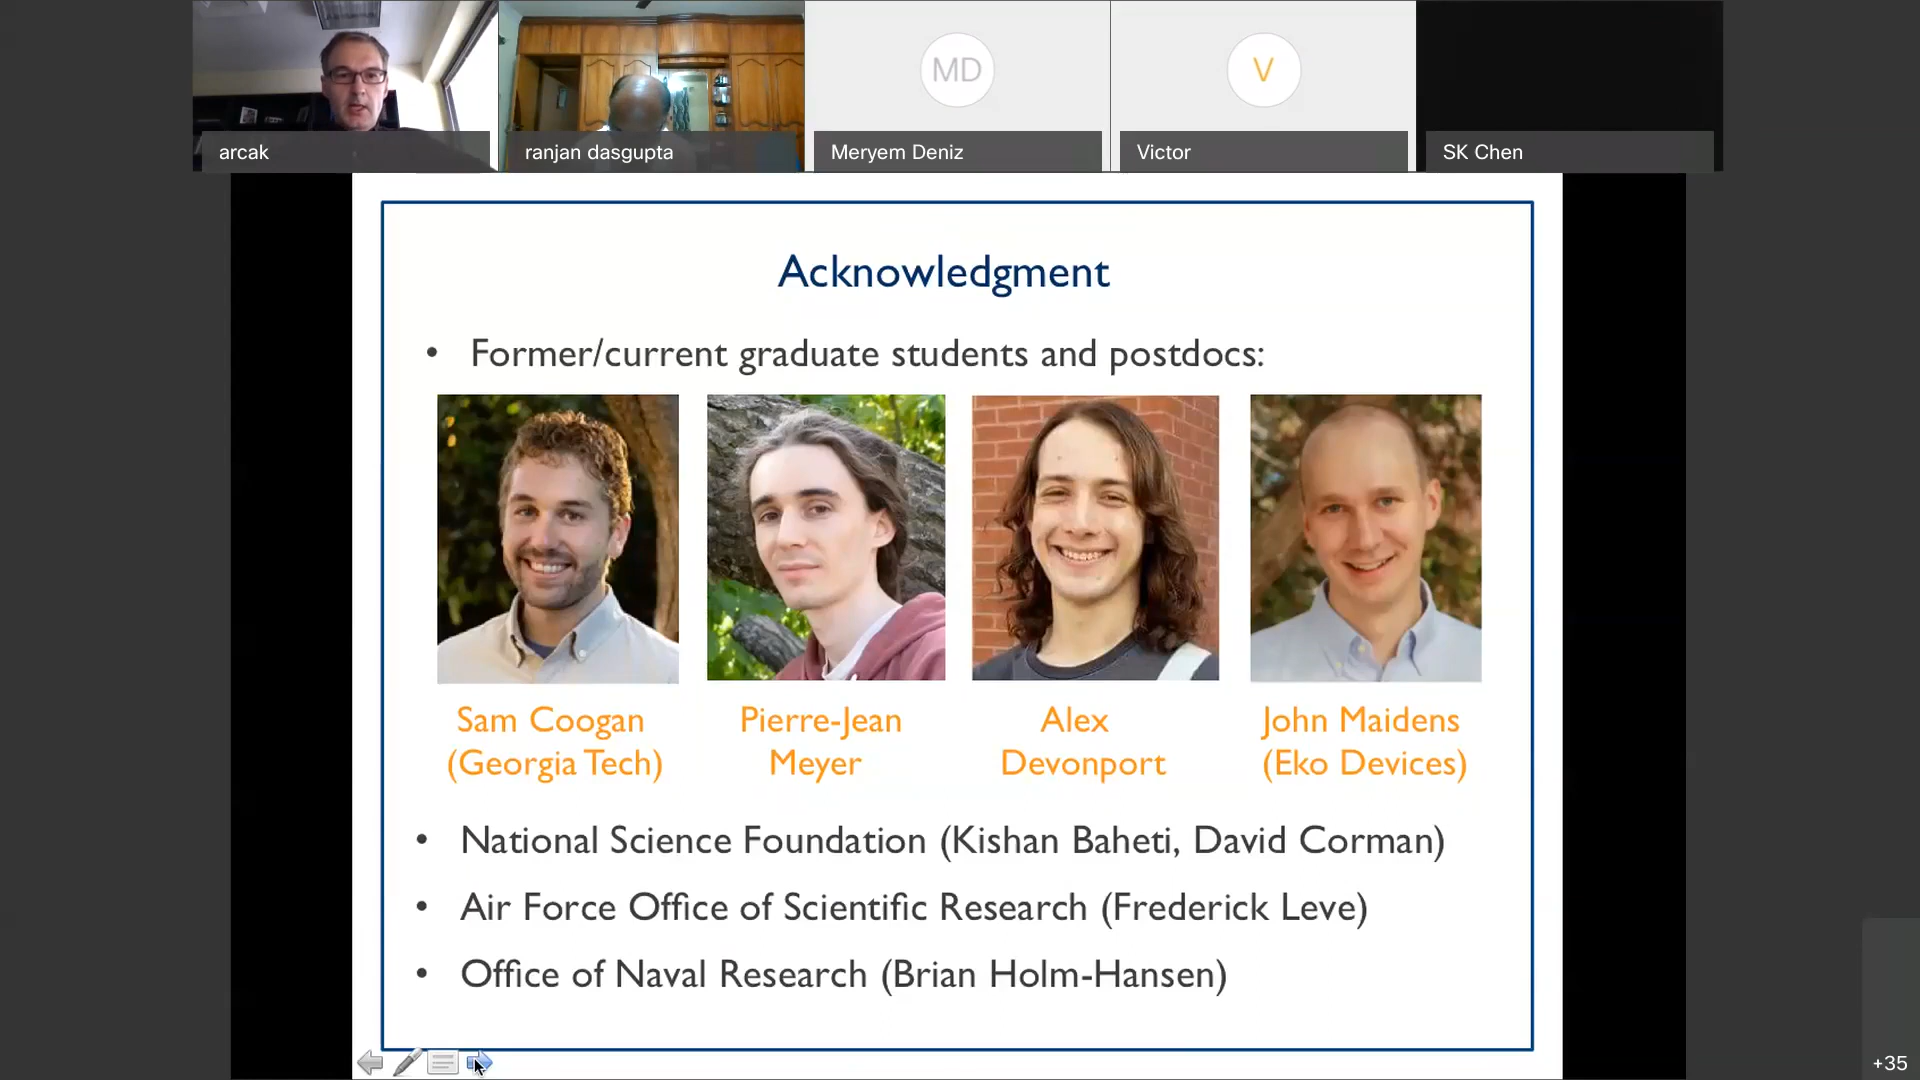 MD
V
arcak
ranjan dasgupta
Meryem Deniz
Victor
SK Chen
Acknowledgment
• Former/current graduate students and postdocs:
Sam Coogan
(Georgia Tech)
Pierre-Jean
Meyer
Alex
Devonport
John Maidens
(Eko Devices)
• National Science Foundation (Kishan Baheti, David Corman)
• Air Force Office of Scientific Research (Frederick Leve)
• Office of Naval Research (Brian Holm-Hansen)
+35